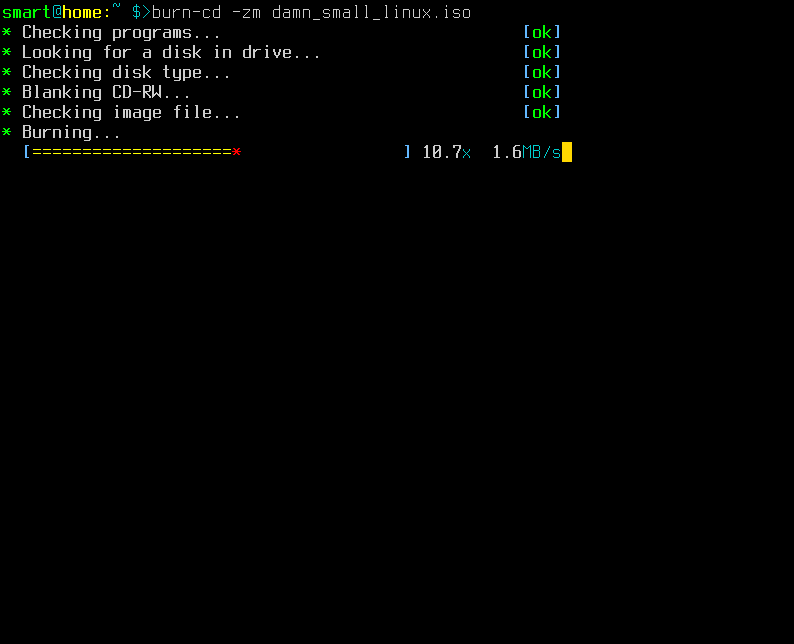 smart@home:~ $>burn-cd -zm damn_small_linux.iso
* Checking programs... [ok]
* Looking for a disk in drive... [ok]
* Checking disk type... [ok]
* Blanking CD-RW... [ok]
* Checking image file... [ok]
* Burning...
[====================* ] 10.7x 1.6MB/s